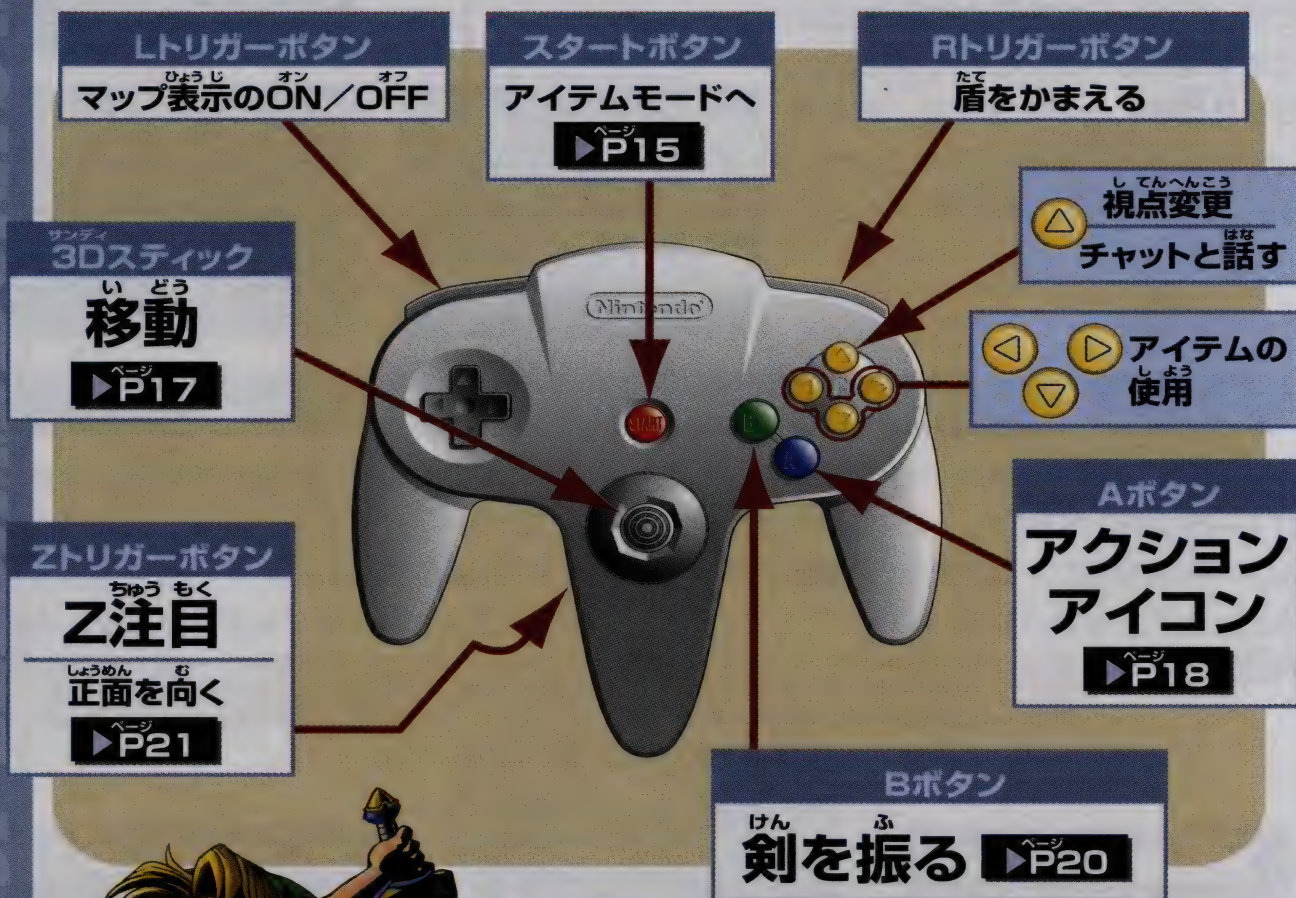 Lトリガーボタン
マップ表示のON/OFF
スタートボタン
アイテムモードへ
▶P15
Rトリガーボタン
盾をかまえる
視点変更
チャットと話す
3Dスティック
移動
▶P17
アイテムの
使用
Nintendo
START
B
A
Aボタン
アクション
アイコン
▶P18
Zトリガーボタン
Z注目
正面を向く
▶P21
Bボタン
剣を振る ▶P20